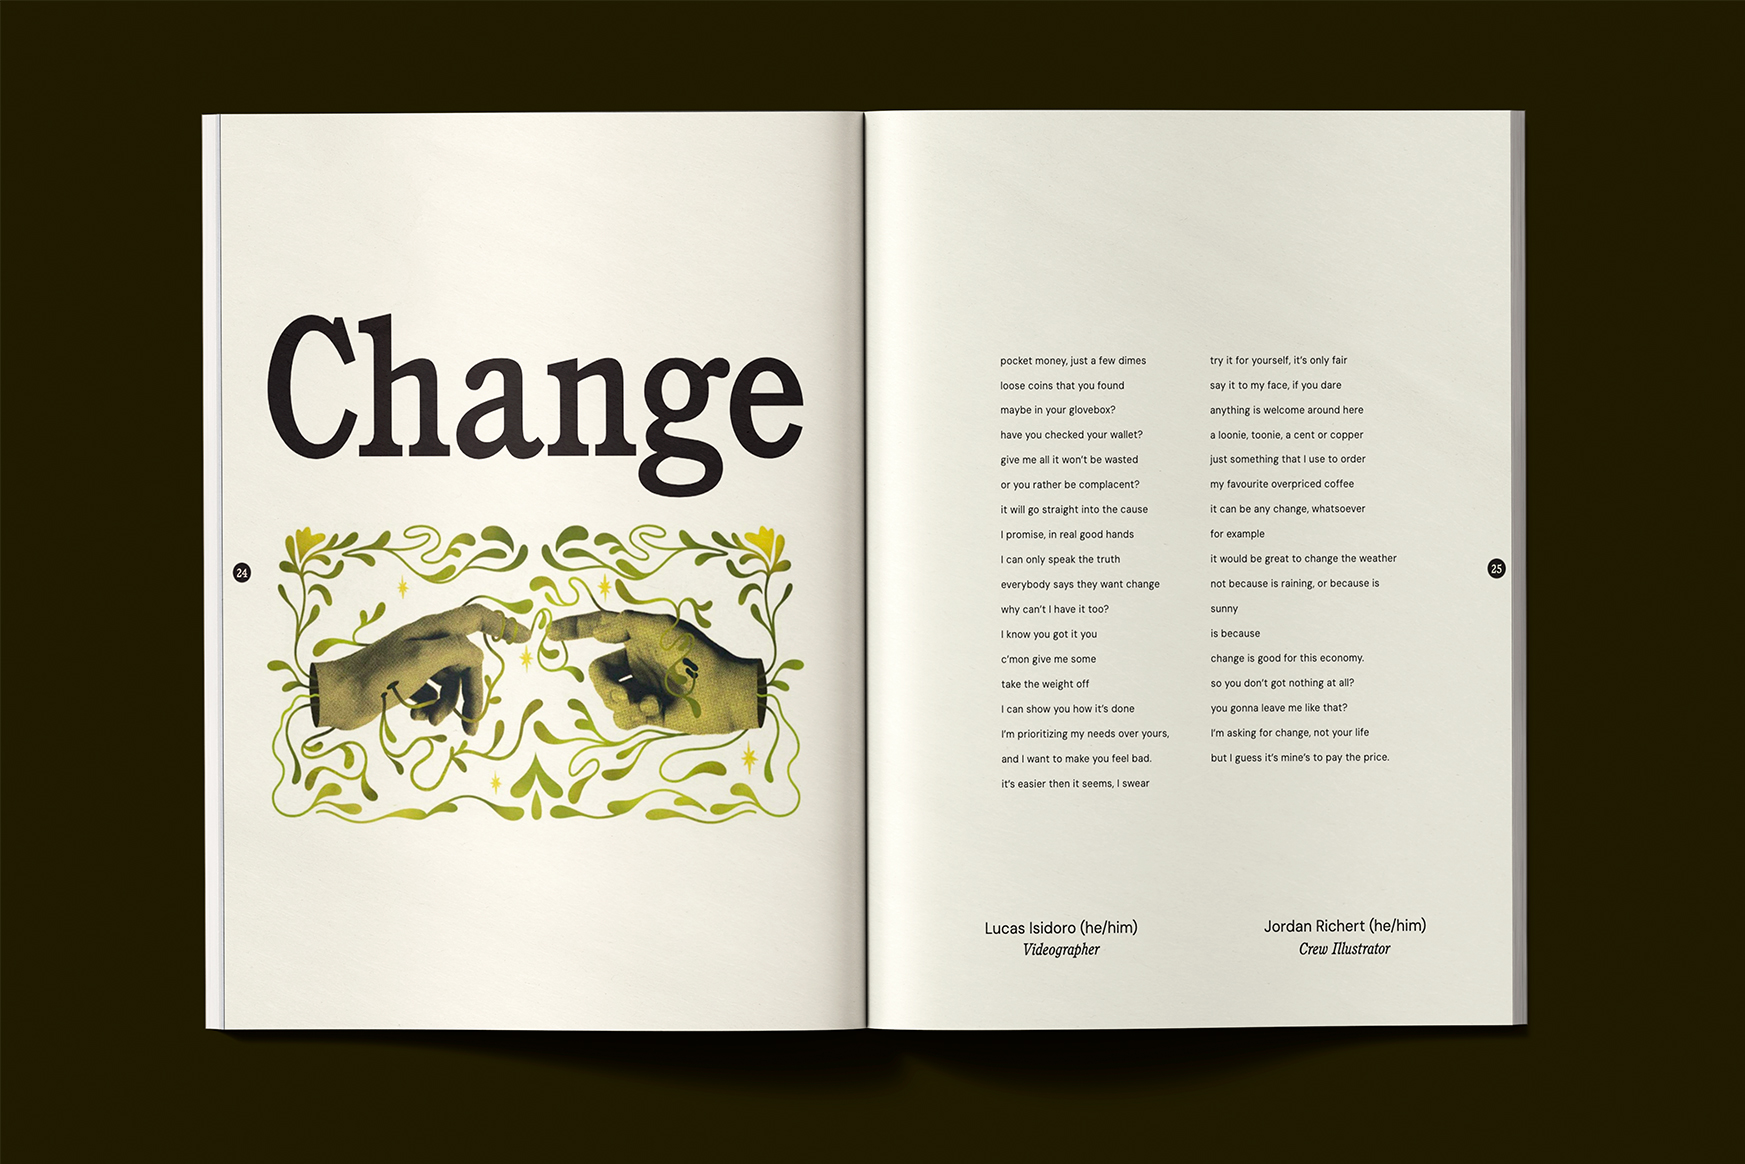 Change
24
pocket money, just a few dimes
loose coins that you found
maybe in your glovebox?
have you checked your wallet?
give me all it won't be wasted
or you rather be complacent?
it will go straight into the cause
I promise, in real good hands
I can only speak the truth
everybody says they want change
why can't I have it too?
I know you got it you
c'mon give me some
take the weight off
I can show you how it's done
I'm prioritizing my needs over yours,
and I want to make you feel bad.
it's easier then it seems, I swear
try it for yourself, it's only fair
say it to my face, if you dare
anything is welcome around here
a loonie, toonie, a cent or copper
just something that I use to order
my favourite overpriced coffee
it can be any change, whatsoever
for example
it would be great to change the weather
not because is raining, or because is
sunny
is because
change is good for this economy.
so you don't got nothing at all?
you gonna leave me like that?
I'm asking for change, not your life
but I guess it's mine's to pay the price.
25
Lucas Isidoro (he/him)
Videographer
Jordan Richert (he/him)
Crew Illustrator